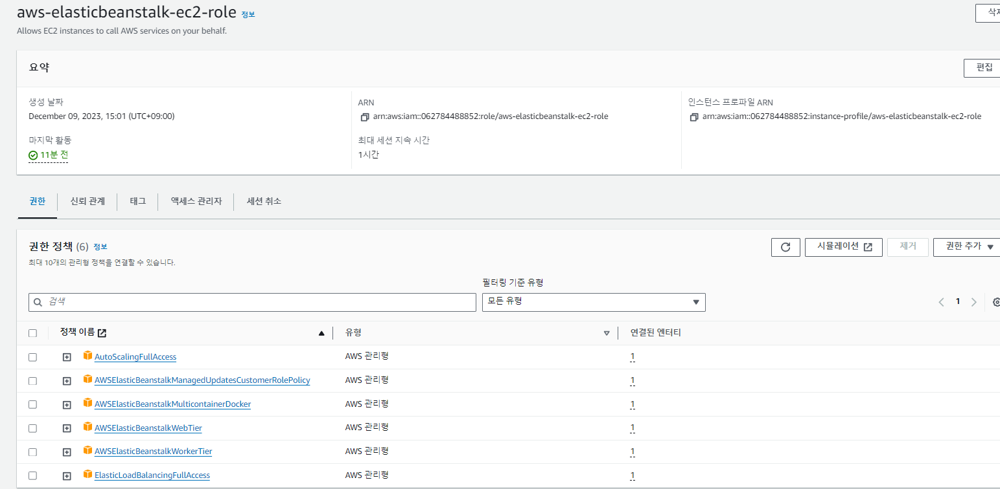 aws-elasticbeanstalk-ec2-role 정보
Allows EC2 instances to call AWS services on your behalf.
요약
편집
생성 날짜
December 09, 2023, 15:01 (UTC+09:00)
ARN
arn:aws:iam::062784488852:role/aws-elasticbeanstalk-ec2-role
인스턴스 프로파일 ARN
arn:aws:iam::062784488852:instance-profile/aws-elasticbeanstalk-ec2-role
마지막 활동
11분 전
최대 세션 지속 시간
1시간
권한 신뢰 관계 태그 액세스 관리자 세션 취소
권한 정책 (6) 정보
최대 10개의 관리형 정책을 연결할 수 있습니다.
시뮬레이션 제거 권한 추가
필터링 기준 유형
검색 모든 유형 1
정책 이름 유형 연결된 엔터티
AutoScalingFullAccess AWS 관리형 1
AWSElasticBeanstalkManagedUpdatesCustomerRolePolicy AWS 관리형 1
AWSElasticBeanstalkMulticontainerDocker AWS 관리형 1
AWSElasticBeanstalkWebTier AWS 관리형 1
AWSElasticBeanstalkWorkerTier AWS 관리형 1
ElasticLoadBalancingFullAccess AWS 관리형 1